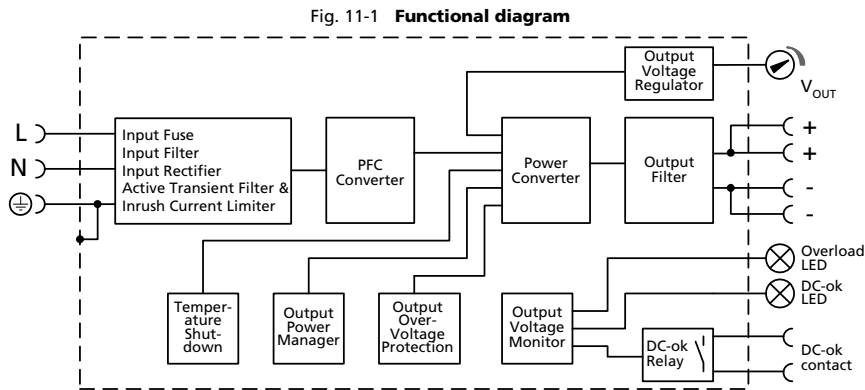 Fig. 11-1 Functional diagram
Output
Voltage
Regulator
V OUT
L
N
Input Fuse
Input Filter
Input Rectifier
Active Transient Filter &
Inrush Current Limiter
PFC
Converter
Power
Converter
Output
Filter
+
+
-
-
Temper-
ature
Shut-
down
Output
Power
Manager
Output
Over-
Voltage
Protection
Output
Voltage
Monitor
DC-ok
Relay
Overload
LED
DC-ok
LED
DC-ok
contact